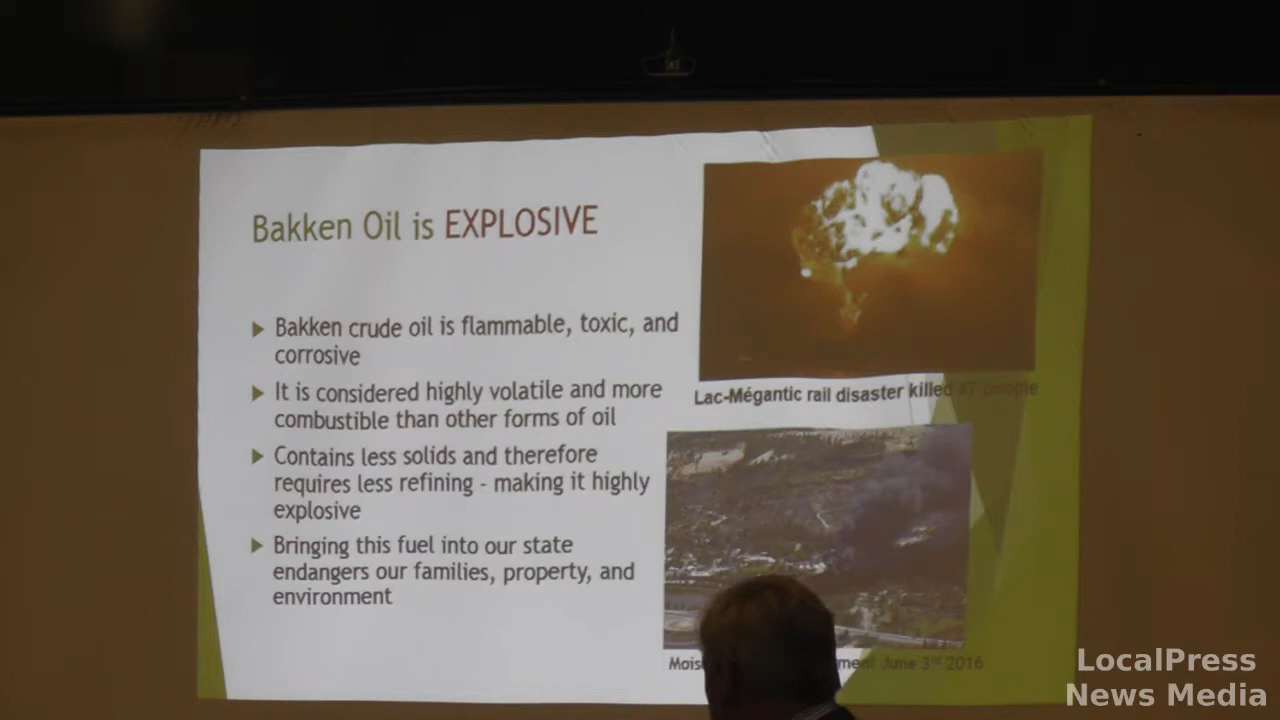 Bakken Oil is EXPLOSIVE
Bakken crude oil is flammable, toxic, and
corrosive
It is considered highly volatile and more
combustible than other forms of oil
Contains less solids and therefore
requires less refining - making it highly
explosive
Bringing this fuel into our state
endangers our families, property, and
environment
Lac-Mégantic rail disaster killed 47 people
June 3rd 2016
LocalPress
News Media